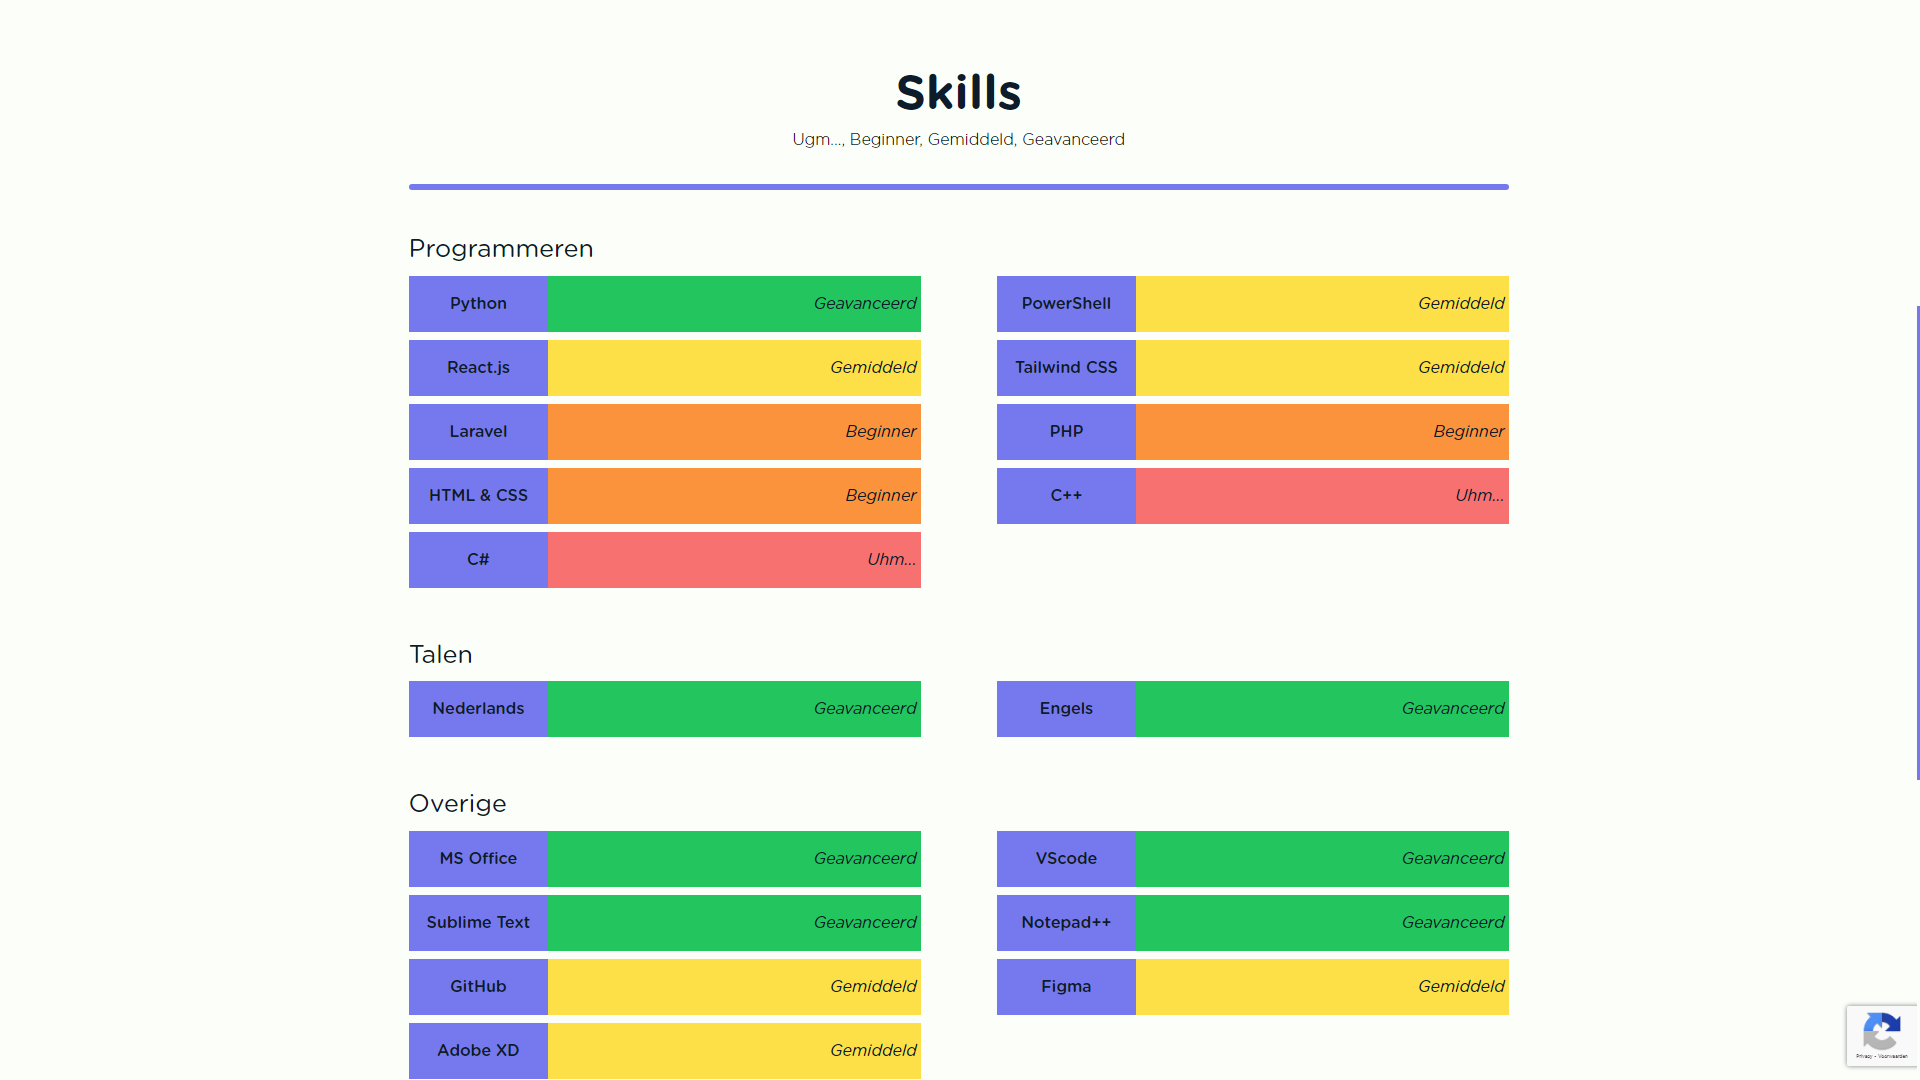 Skills
Ugm..., Beginner, Gemiddeld, Geavanceerd
Programmeren
Python Geavanceerd
PowerShell Gemiddeld
React.js Gemiddeld
Tailwind CSS Gemiddeld
Laravel Beginner
PHP Beginner
HTML & CSS Beginner
C++ Uhm...
C# Uhm...
Talen
Nederlands Geavanceerd
Engels Geavanceerd
Overige
MS Office Geavanceerd
VScode Geavanceerd
Sublime Text Geavanceerd
Notepad++ Geavanceerd
GitHub Gemiddeld
Figma Gemiddeld
Adobe XD Gemiddeld
Privacy - Voorwaarden